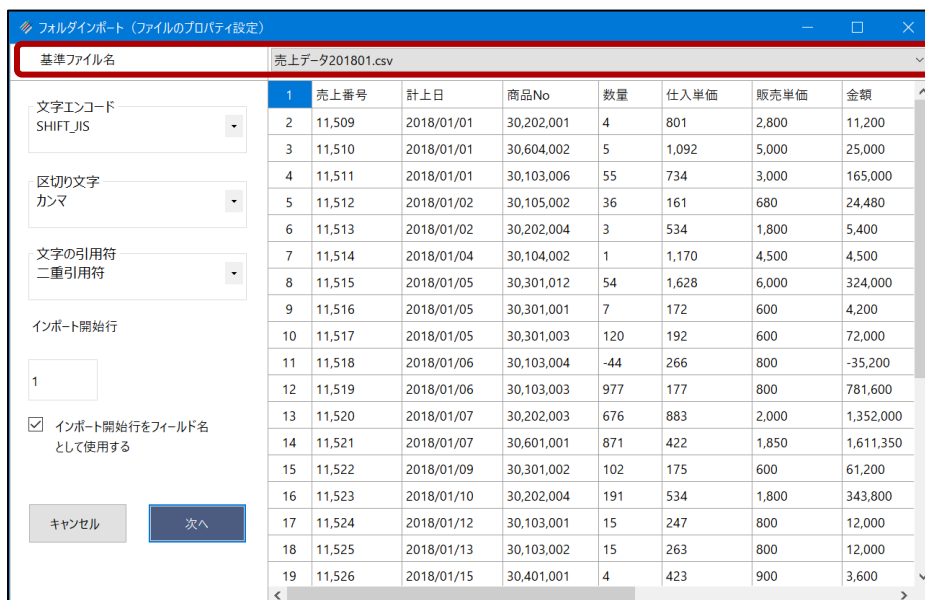 フォルダインポート（ファイルのプロパティ設定）
基準ファイル名 売上データ201801.csv
文字エンコード
SHIFT_JIS
区切り文字
カンマ
文字の引用符
二重引用符
インポート開始行
1
インポート開始行をフィールド名
として使用する
キャンセル 次へ
1 売上番号 計上日 商品No 数量 仕入単価 販売単価 金額
2 11,509 2018/01/01 30,202,001 4 801 2,800 11,200
3 11,510 2018/01/01 30,604,002 5 1,092 5,000 25,000
4 11,511 2018/01/01 30,103,006 55 734 3,000 165,000
5 11,512 2018/01/02 30,105,002 36 161 680 24,480
6 11,513 2018/01/02 30,202,004 3 534 1,800 5,400
7 11,514 2018/01/04 30,104,002 1 1,170 4,500 4,500
8 11,515 2018/01/05 30,301,012 54 1,628 6,000 324,000
9 11,516 2018/01/05 30,301,001 7 172 600 4,200
10 11,517 2018/01/05 30,301,003 120 192 600 72,000
11 11,518 2018/01/06 30,103,004 -44 266 800 -35,200
12 11,519 2018/01/06 30,103,003 977 177 800 781,600
13 11,520 2018/01/07 30,202,003 676 883 2,000 1,352,000
14 11,521 2018/01/07 30,601,001 871 422 1,850 1,611,350
15 11,522 2018/01/09 30,301,002 102 175 600 61,200
16 11,523 2018/01/10 30,202,004 191 534 1,800 343,800
17 11,524 2018/01/12 30,103,001 15 247 800 12,000
18 11,525 2018/01/13 30,103,002 15 263 800 12,000
19 11,526 2018/01/15 30,401,001 4 423 900 3,600